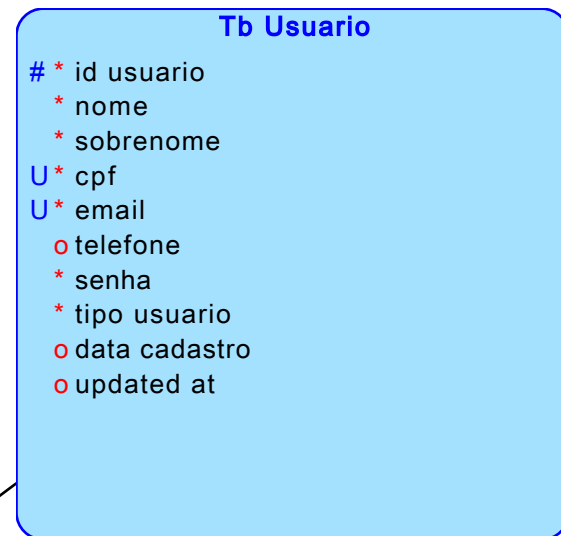 Tb Usuario
# * id usuario
* nome
* sobrenome
U * cpf
U * email
o telefone
* senha
* tipo usuario
o data cadastro
o updated at